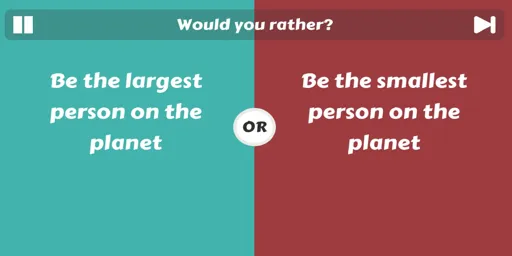 Would you rather?
Be the largest
person on the
planet
OR
Be the smallest
person on the
planet